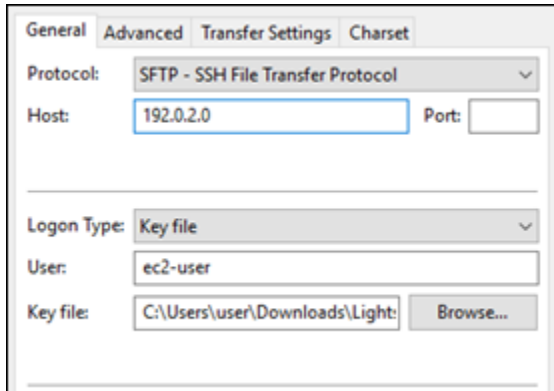 General Advanced Transfer Settings Charset
Protocol: SFTP - SSH File Transfer Protocol
Host: 192.0.2.0 Port:
Logon Type: Key file
User: ec2-user
Key file: C:\Users\user\Downloads\Light: Browse...